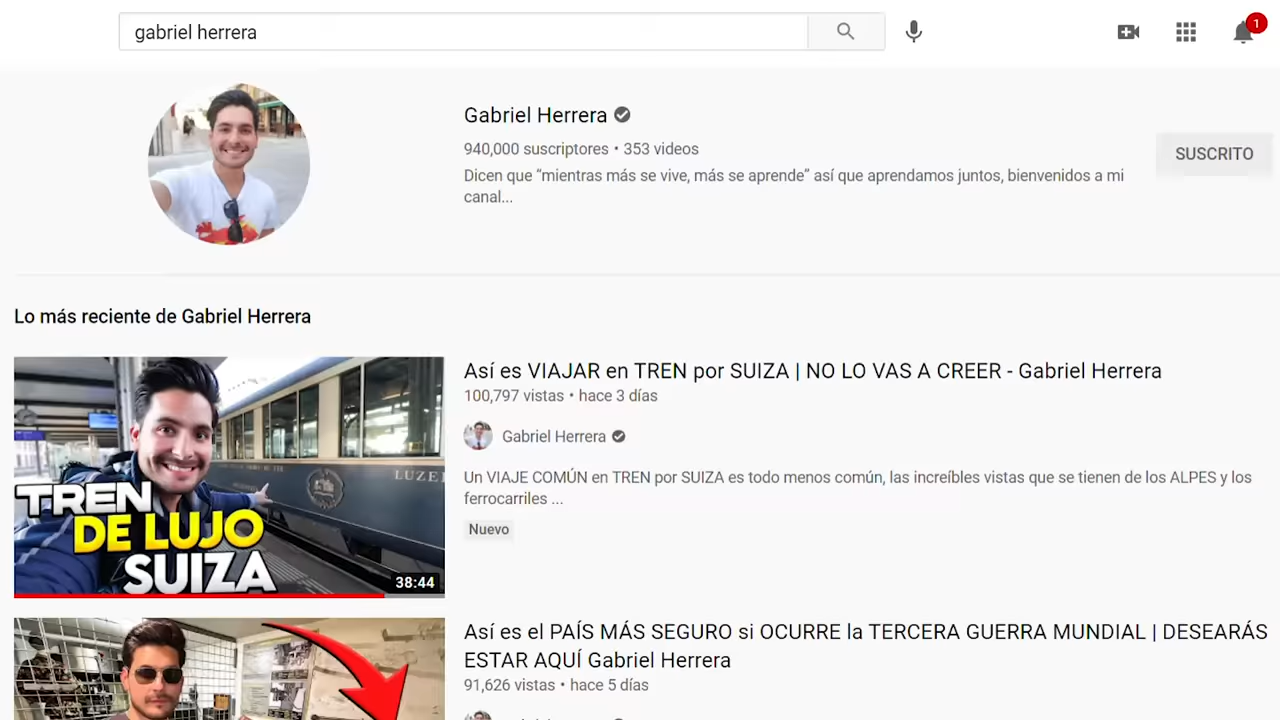 gabriel herrera
1
Gabriel Herrera
940,000 suscriptores • 353 videos
SUSCRITO
Dicen que “mientras más se vive, más se aprende” así que aprendamos juntos, bienvenidos a mi
canal...
Lo más reciente de Gabriel Herrera
LUZE
TREN
DE LUJO
SUIZA
38:44
Así es VIAJAR en TREN por SUIZA | NO LO VAS A CREER - Gabriel Herrera
100,797 vistas • hace 3 días
Gabriel Herrera
Un VIAJE COMÚN en TREN por SUIZA es todo menos común, las increíbles vistas que se tienen de los ALPES y los
ferrocarriles ...
Nuevo
Así es el PAÍS MÁS SEGURO si OCURRE la TERCERA GUERRA MUNDIAL | DESEARÁS
ESTAR AQUÍ Gabriel Herrera
91,626 vistas • hace 5 días